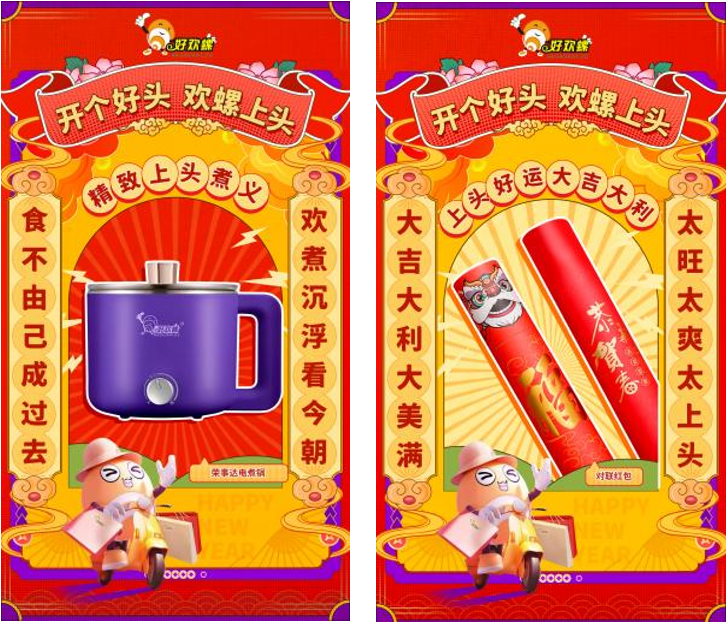 好欢螺
开个好头 欢螺上头
精致上头煮义
食不由己成过去
欢煮沉浮看今朝
荣事达电煮锅
HAPPY
NEW
YEAR
好欢螺
开个好头 欢螺上头
上头好运大吉大利
大吉大利大美满
太旺太爽太上头
福
恭贺春
对联红包
HAPPY
NEW
YEAR